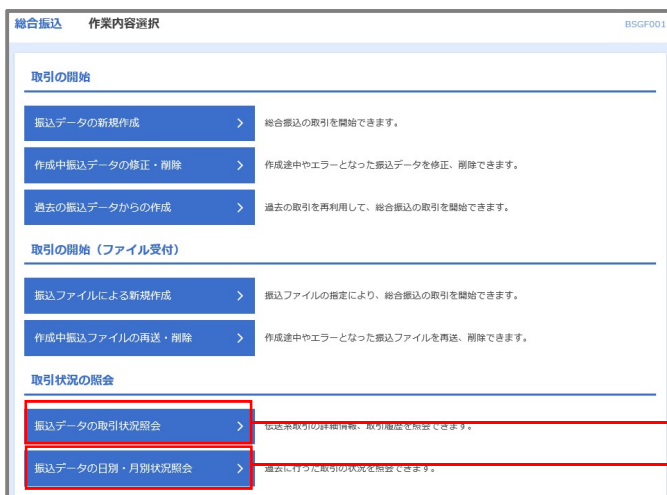 総合振込 作業内容選択 BSGF001
取引の開始
振込データの新規作成 総合振込の取引を開始できます。
作成中振込データの修正・削除 作成途中やエラーとなった振込データを修正、削除できます。
過去の振込データからの作成 過去の取引を再利用して、総合振込の取引を開始できます。
取引の開始（ファイル受付）
振込ファイルによる新規作成 振込ファイルの指定により、総合振込の取引を開始できます。
作成中振込ファイルの再送・削除 作成途中やエラーとなった振込ファイルを再送、削除できます。
取引状況の照会
振込データの取引状況照会 伝送系取引の詳細情報、取引履歴を照会できます。
振込データの日別・月別状況照会 過去に行った取引の状況を照会できます。